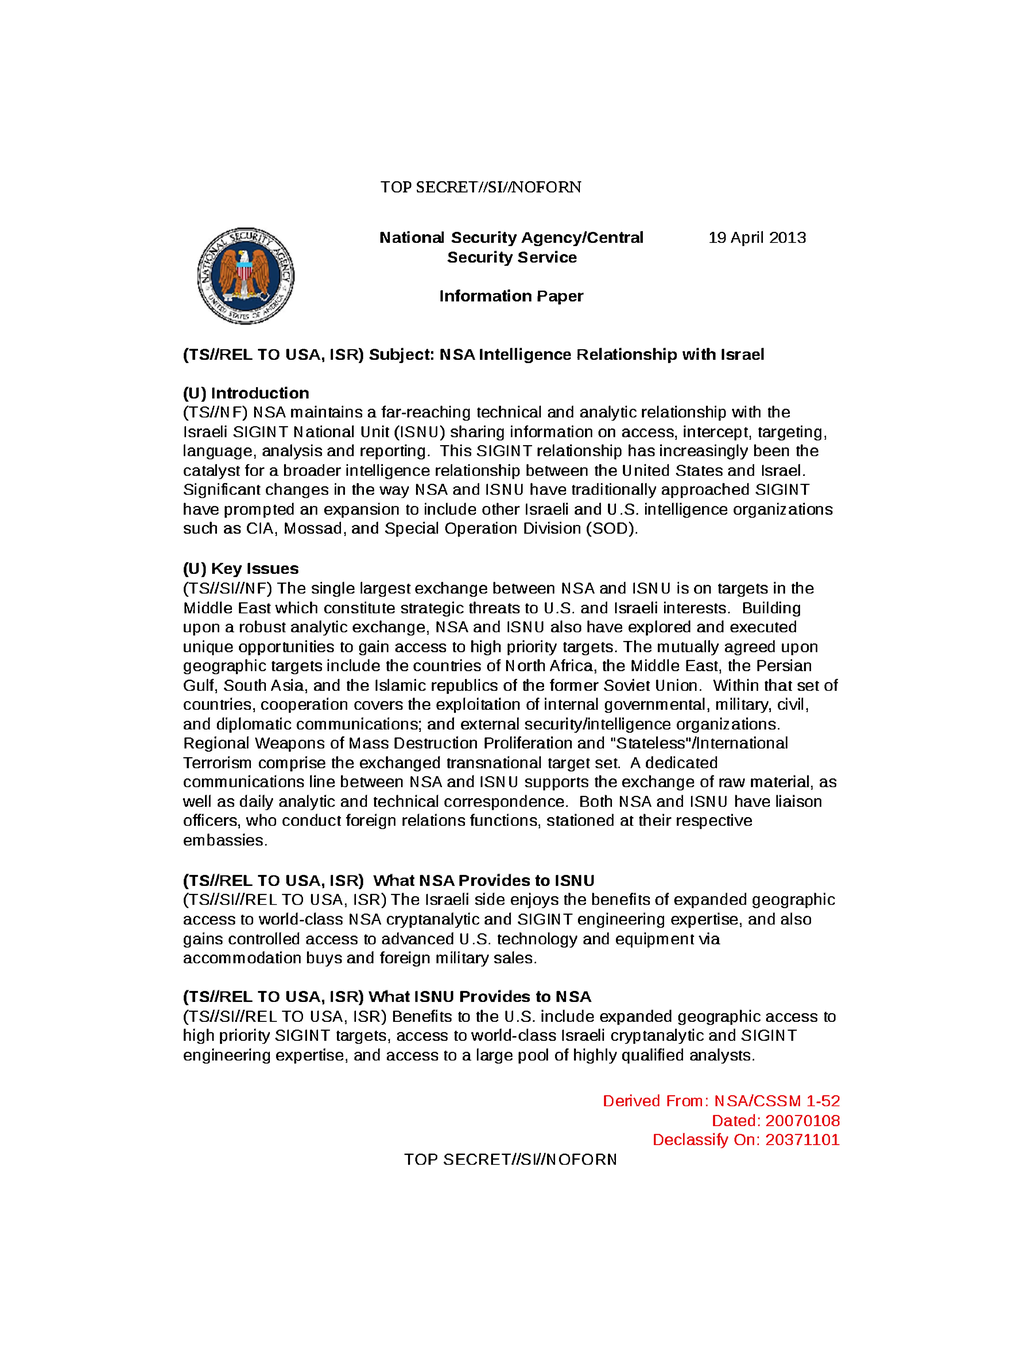 TOP SECRET//SI//NOFORN
NATIONAL SECURITY AGENCY
UNITED STATES OF AMERICA
National Security Agency/Central
Security Service
19 April 2013
Information Paper
(TS//REL TO USA, ISR) Subject: NSA Intelligence Relationship with Israel
(U) Introduction
(TS//NF) NSA maintains a far-reaching technical and analytic relationship with the
Israeli SIGINT National Unit (ISNU) sharing information on access, intercept, targeting,
language, analysis and reporting.  This SIGINT relationship has increasingly been the
catalyst for a broader intelligence relationship between the United States and Israel.
Significant changes in the way NSA and ISNU have traditionally approached SIGINT
have prompted an expansion to include other Israeli and U.S. intelligence organizations
such as CIA, Mossad, and Special Operation Division (SOD).
(U) Key Issues
(TS//SI//NF) The single largest exchange between NSA and ISNU is on targets in the
Middle East which constitute strategic threats to U.S. and Israeli interests.  Building
upon a robust analytic exchange, NSA and ISNU also have explored and executed
unique opportunities to gain access to high priority targets. The mutually agreed upon
geographic targets include the countries of North Africa, the Middle East, the Persian
Gulf, South Asia, and the Islamic republics of the former Soviet Union.  Within that set of
countries, cooperation covers the exploitation of internal governmental, military, civil,
and diplomatic communications; and external security/intelligence organizations.
Regional Weapons of Mass Destruction Proliferation and "Stateless"/International
Terrorism comprise the exchanged transnational target set.  A dedicated
communications line between NSA and ISNU supports the exchange of raw material, as
well as daily analytic and technical correspondence.  Both NSA and ISNU have liaison
officers, who conduct foreign relations functions, stationed at their respective
embassies.
(TS//REL TO USA, ISR)  What NSA Provides to ISNU
(TS//SI//REL TO USA, ISR) The Israeli side enjoys the benefits of expanded geographic
access to world-class NSA cryptanalytic and SIGINT engineering expertise, and also
gains controlled access to advanced U.S. technology and equipment via
accommodation buys and foreign military sales.
(TS//REL TO USA, ISR) What ISNU Provides to NSA
(TS//SI//REL TO USA, ISR) Benefits to the U.S. include expanded geographic access to
high priority SIGINT targets, access to world-class Israeli cryptanalytic and SIGINT
engineering expertise, and access to a large pool of highly qualified analysts.
Derived From: NSA/CSSM 1-52
Dated: 20070108
Declassify On: 20371101
TOP SECRET//SI//NOFORN